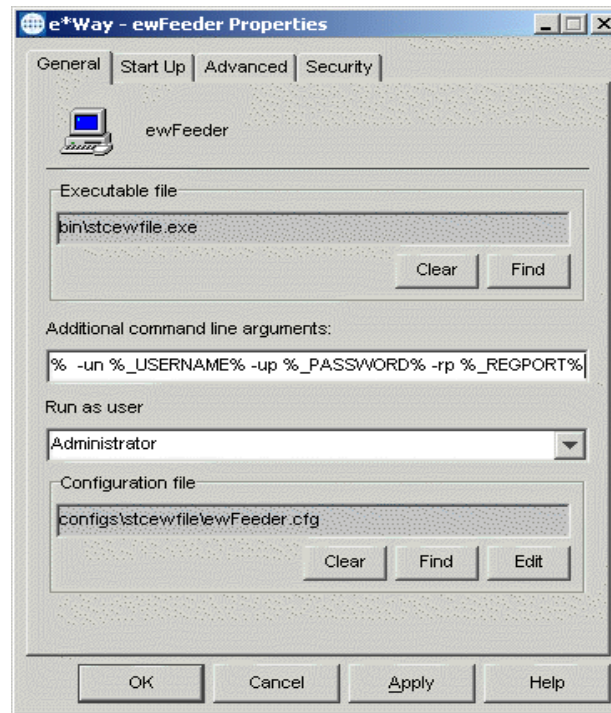 e*Way - ewFeeder Properties
General Start Up Advanced Security
ewFeeder
Executable file
bin\stcewfile.exe
Clear Find
Additional command line arguments:
% -un %_USERNAME% -up %_PASSWORD% -rp %_REGPORT%
Run as user
Administrator
Configuration file
configs\stcewfile\ewFeeder.cfg
Clear Find Edit
OK Cancel Apply Help